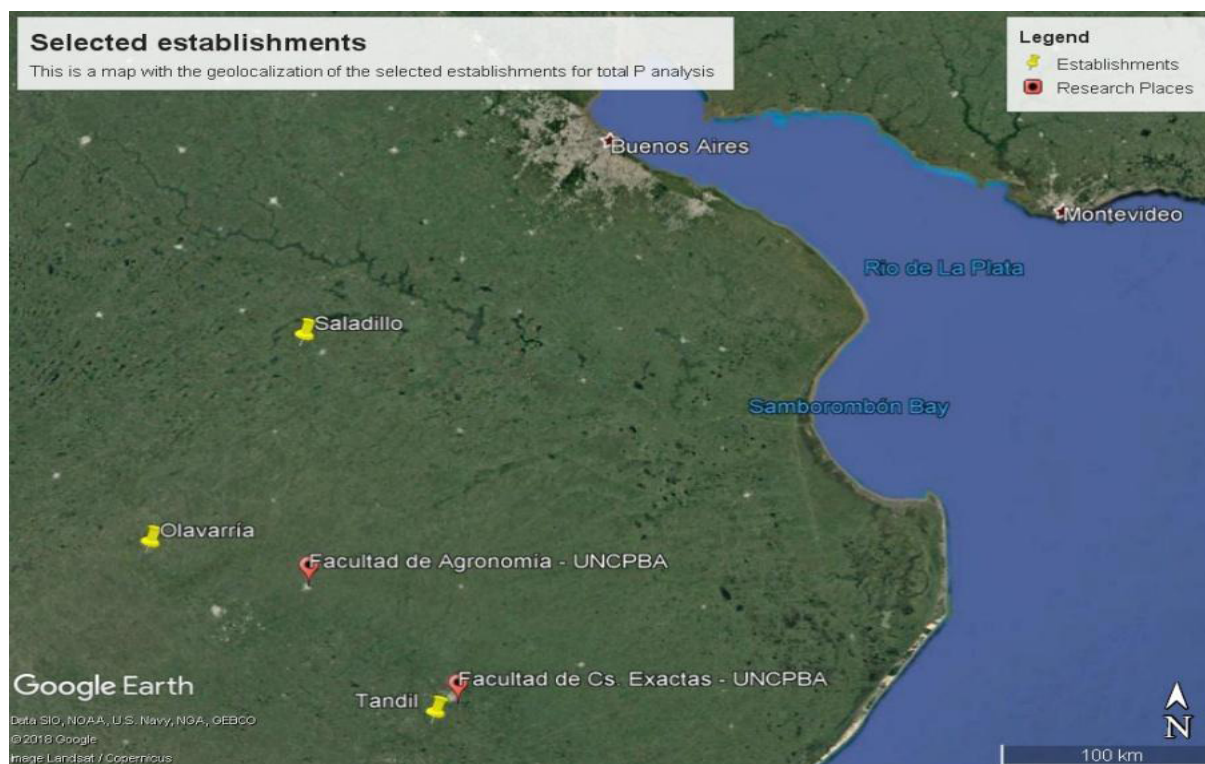 Selected establishments
This is a map with the geolocalization of the selected establishments for total P analysis
Legend
Establishments
Research Places
Buenos Aires
Montevideo
Rio de La Plata
Saladillo
Samborombón Bay
Olavarría
Facultad de Agronomía - UNCPBA
Facultad de Cs. Exactas - UNCPBA
Tandil
Google Earth
Data SIO, NOAA, U.S. Navy, NGA, GEBCO
© 2018 Google
Image Landsat / Copernicus
N
100 km